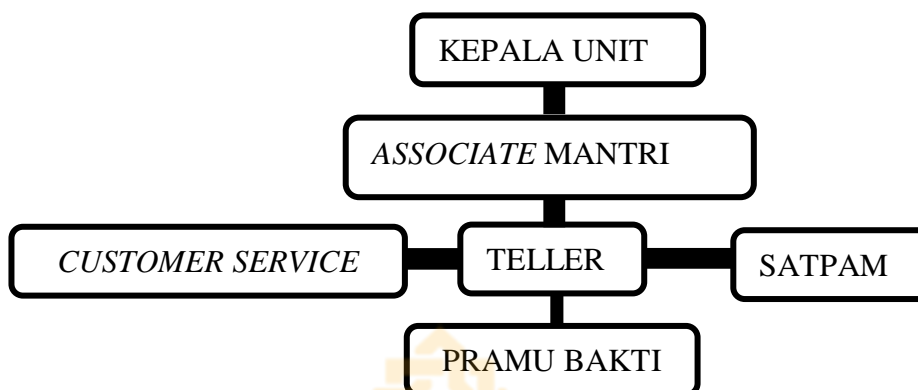 KEPALA UNIT
ASSOCIATE MANTRI
CUSTOMER SERVICE
TELLER
SATPAM
PRAMU BAKTI